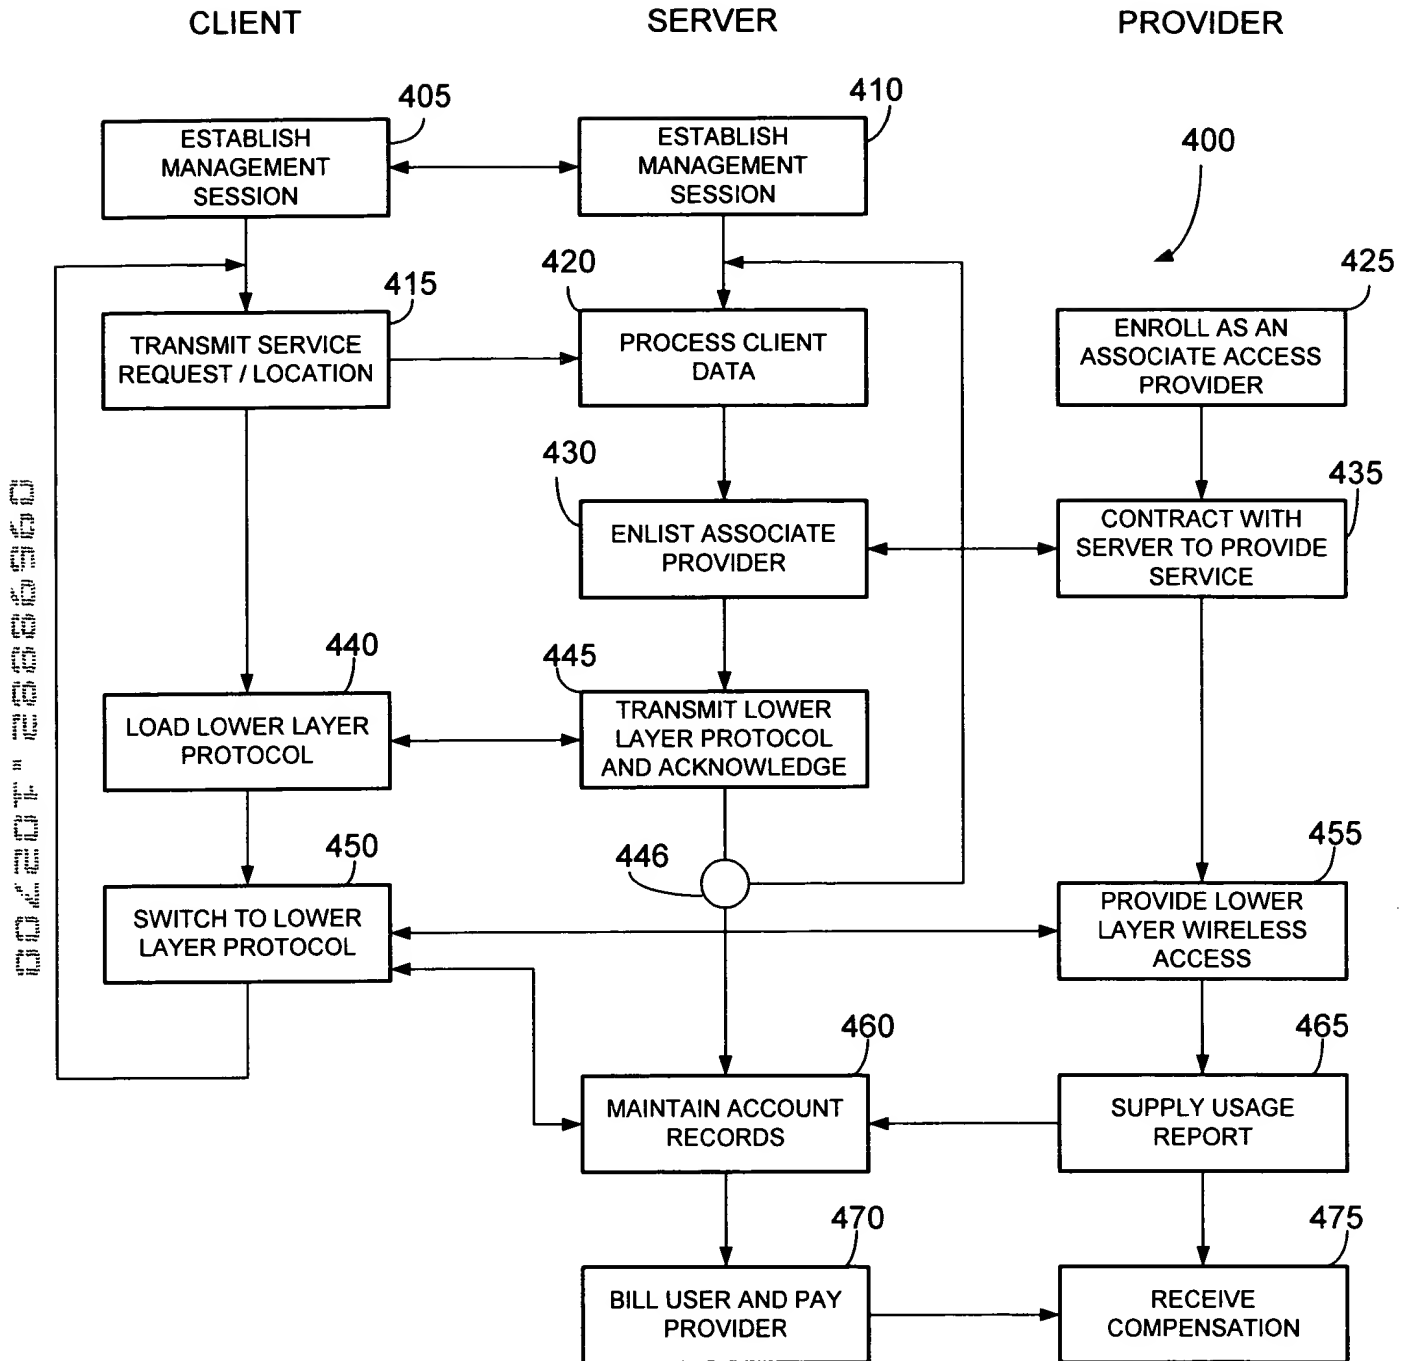 CLIENT
SERVER
PROVIDER
405
ESTABLISH
MANAGEMENT
SESSION
410
ESTABLISH
MANAGEMENT
SESSION
400
415
TRANSMIT SERVICE
REQUEST / LOCATION
420
PROCESS CLIENT
DATA
425
ENROLL AS AN
ASSOCIATE ACCESS
PROVIDER
430
ENLIST ASSOCIATE
PROVIDER
435
CONTRACT WITH
SERVER TO PROVIDE
SERVICE
440
LOAD LOWER LAYER
PROTOCOL
445
TRANSMIT LOWER
LAYER PROTOCOL
AND ACKNOWLEDGE
446
450
SWITCH TO LOWER
LAYER PROTOCOL
455
PROVIDE LOWER
LAYER WIRELESS
ACCESS
460
MAINTAIN ACCOUNT
RECORDS
465
SUPPLY USAGE
REPORT
470
BILL USER AND PAY
PROVIDER
475
RECEIVE
COMPENSATION